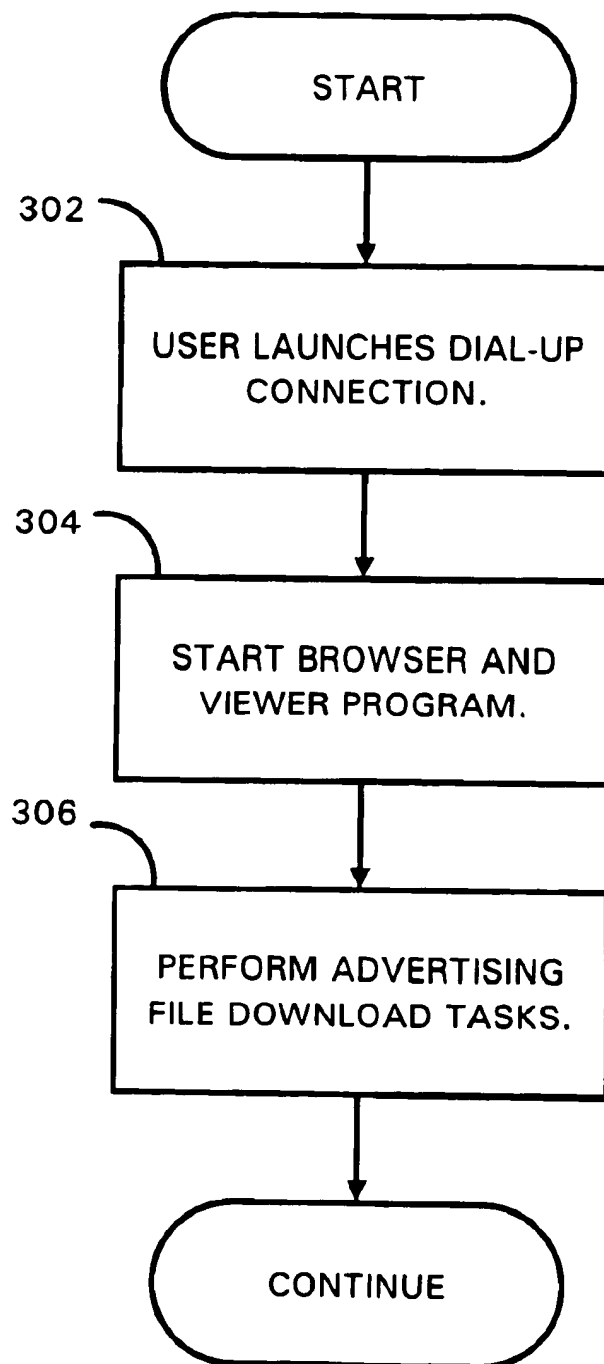 START
302
USER LAUNCHES DIAL-UP
CONNECTION.
304
START BROWSER AND
VIEWER PROGRAM.
306
PERFORM ADVERTISING
FILE DOWNLOAD TASKS.
CONTINUE